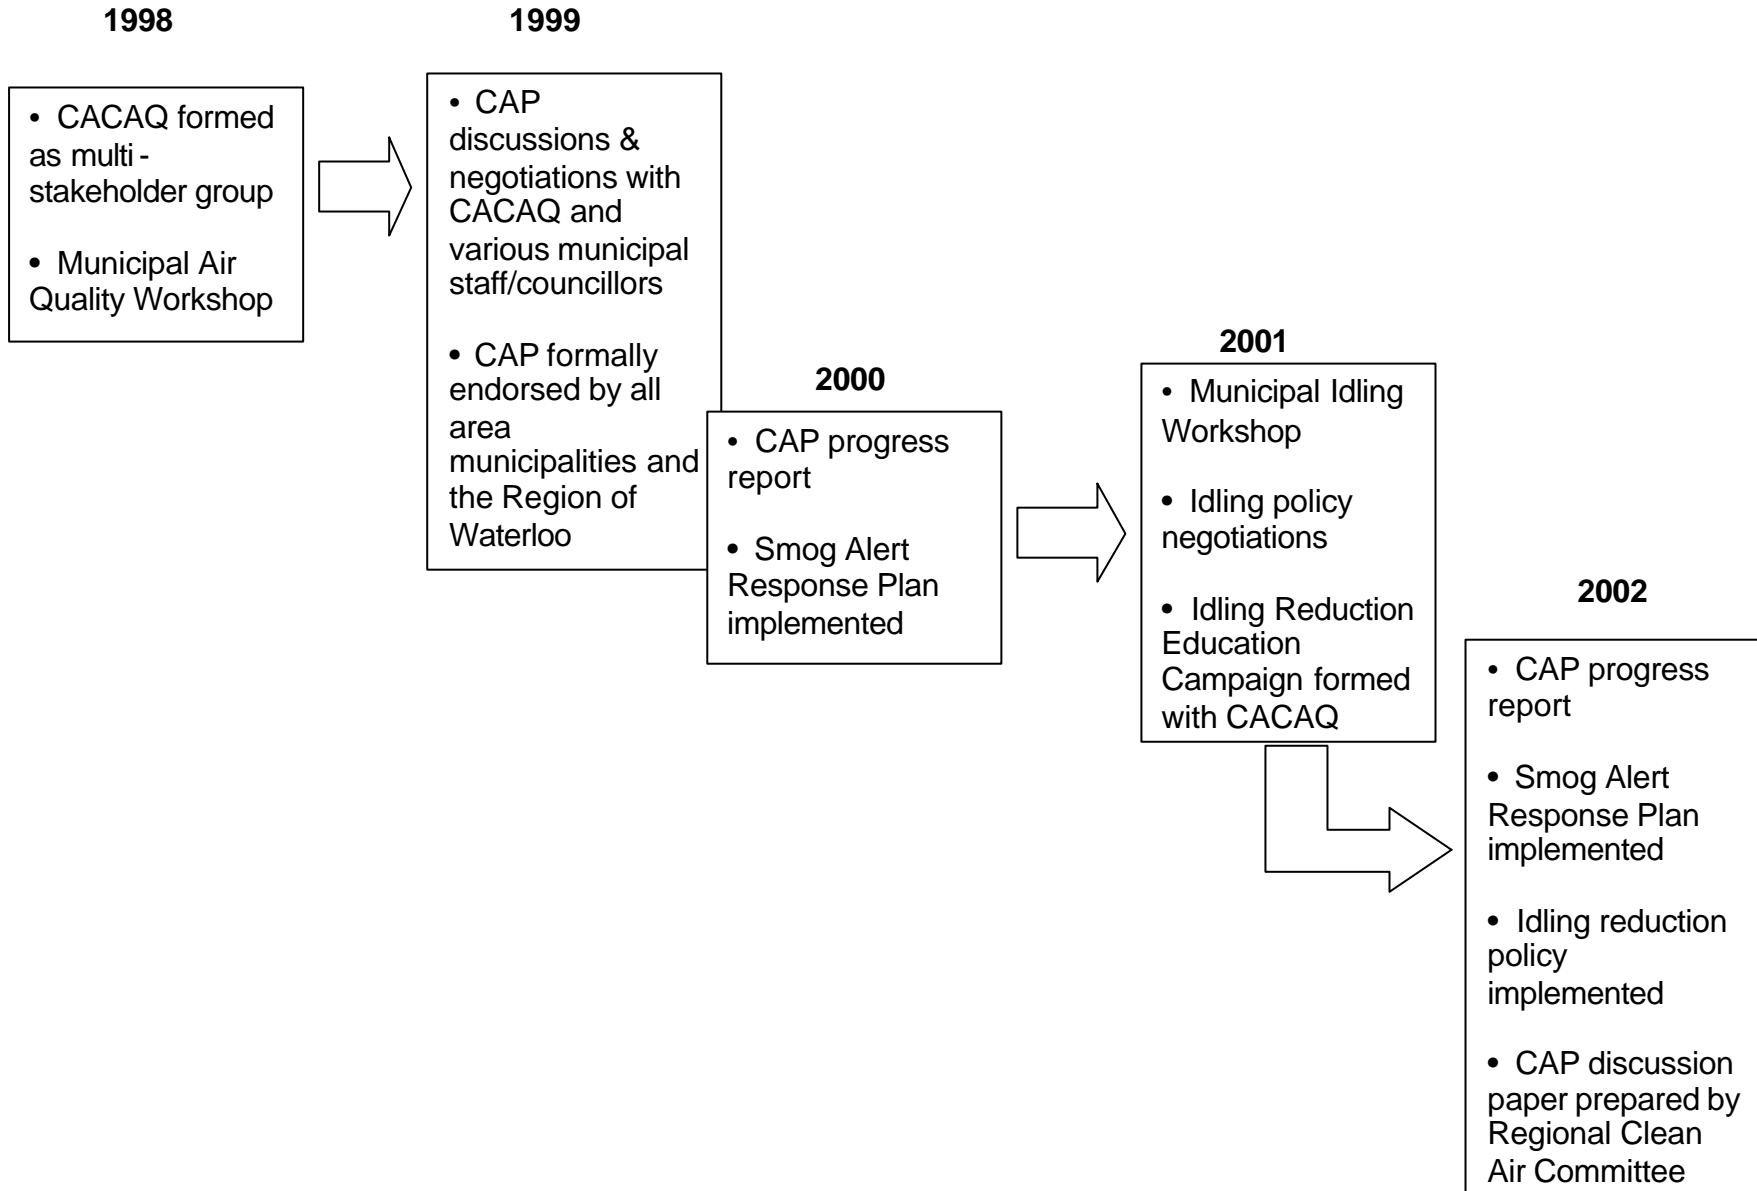 1998
• CACAQ formed
as multi -
stakeholder group
• Municipal Air
Quality Workshop
1999
• CAP
discussions &
negotiations with
CACAQ and
various municipal
staff/councillors
• CAP formally
endorsed by all
area
municipalities and
the Region of
Waterloo
2000
• CAP progress
report
• Smog Alert
Response Plan
implemented
2001
• Municipal Idling
Workshop
• Idling policy
negotiations
• Idling Reduction
Education
Campaign formed
with CACAQ
2002
• CAP progress
report
• Smog Alert
Response Plan
implemented
• Idling reduction
policy
implemented
• CAP discussion
paper prepared by
Regional Clean
Air Committee